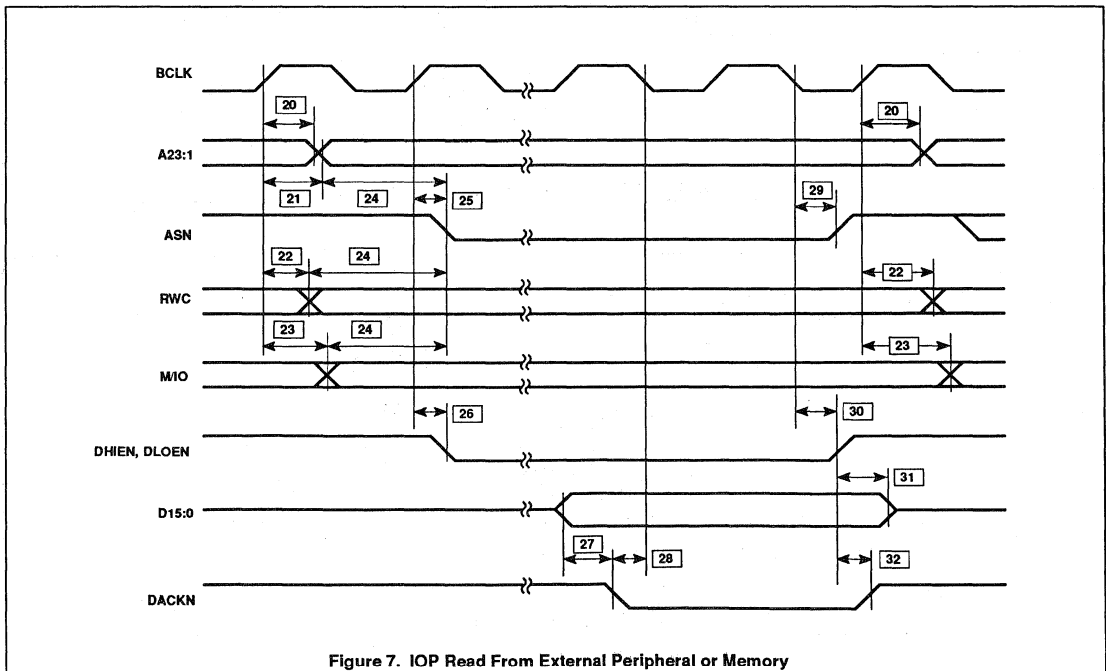 BCLK
20 20
A23:1
21 24 25 29
ASN
22 24 22
RWC
23 24 23
M/IO
26 30
DHIEN, DLOEN
31
D15:0
27 28 32
DACKN
Figure 7. IOP Read From External Peripheral or Memory